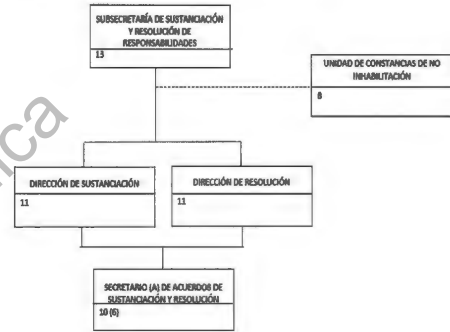 SUBSECRETARÍA DE SUSTANCIACIÓN
Y RESOLUCIÓN DE
RESPONSABILIDADES
13
UNIDAD DE CONSTANCIAS DE NO
INHABILITACIÓN
8
DIRECCIÓN DE SUSTANCIACIÓN
11
DIRECCIÓN DE RESOLUCIÓN
11
SECRETARIO (A) DE ACUERDOS DE
SUSTANCIACIÓN Y RESOLUCIÓN
10 (6)